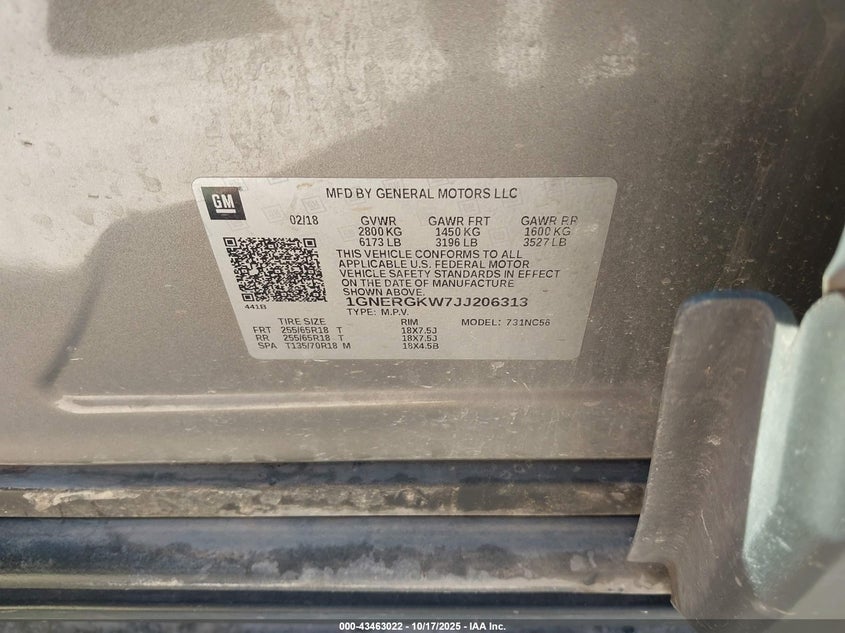 GM
MFD BY GENERAL MOTORS LLC
02/18 GVWR GAWR FRT GAWR RR
2800 KG 1450 KG 1600 KG
6173 LB 3196 LB 3527 LB
THIS VEHICLE CONFORMS TO ALL
APPLICABLE U.S. FEDERAL MOTOR
VEHICLE SAFETY STANDARDS IN EFFECT
ON THE DATE OF MANUFACTURE
SHOWN ABOVE.
441B
1GNERGKW7JJ206313
TYPE: M.P.V.
TIRE SIZE RIM MODEL: 731NC56
FRT 255/65R18 T 18X7.5J
RR 255/65R18 T 18X7.5J
SPA T135/70R18 M 18X4.5B
000-43463022 - 10/17/2025 - IAA Inc.